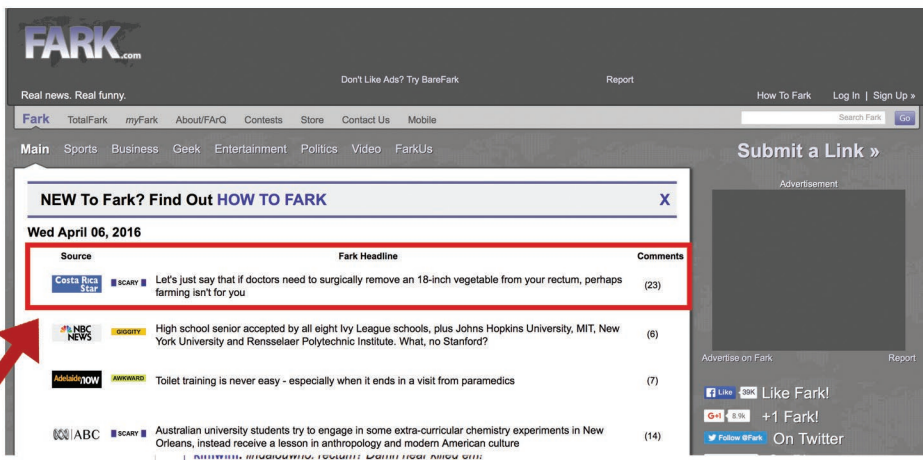 FARK.com
Don't Like Ads? Try BareFark
Report
Real news. Real funny.
How To Fark
Log In | Sign Up »
Fark TotalFark myFark About/FArQ Contests Store Contact Us Mobile
Search Fark
Go
Main Sports Business Geek Entertainment Politics Video FarkUs
Submit a Link »
Advertisement
NEW To Fark? Find Out HOW TO FARK
X
Wed April 06, 2016
Source Fark Headline Comments
Costa Rica
Star
SCARY
Let's just say that if doctors need to surgically remove an 18-inch vegetable from your rectum, perhaps
farming isn't for you
(23)
NBC
NEWS
GIGGITY
High school senior accepted by all eight Ivy League schools, plus Johns Hopkins University, MIT, New
York University and Rensselaer Polytechnic Institute. What, no Stanford?
(6)
Advertise on Fark
Report
AdelaideNOW
AWKWARD
Toilet training is never easy - especially when it ends in a visit from paramedics
(7)
Like 39K Like Fark!
G+1 8.9k +1 Fark!
ABC
SCARY
Australian university students try to engage in some extra-curricular chemistry experiments in New
Orleans, instead receive a lesson in anthropology and modern American culture
(14)
Follow @Fark On Twitter
rectum? Damn near killed em!